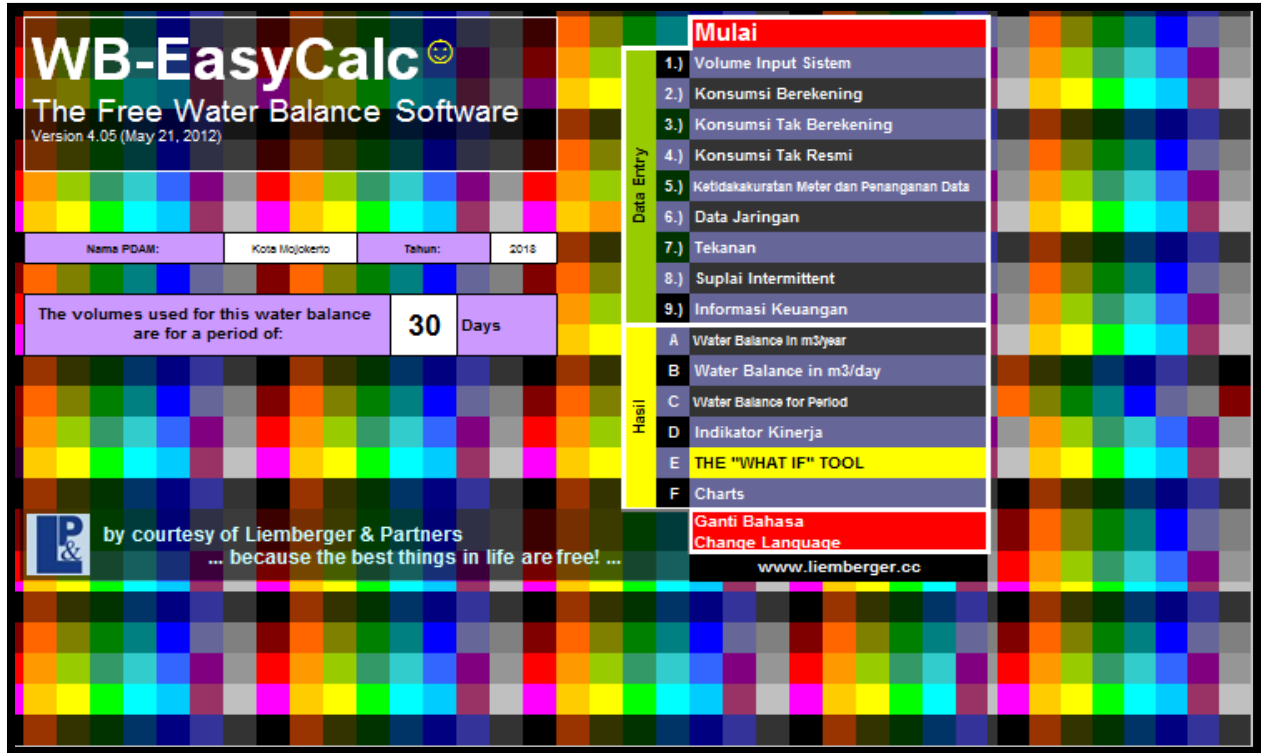 WB-EasyCalc☺
The Free Water Balance Software
Version 4.05 (May 21, 2012)
Nama PDAM: Kota Mojokerto Tahun: 2018
The volumes used for this water balance
are for a period of: 30 Days
by courtesy of Liemberger & Partners
... because the best things in life are free! ...
P
&
Mulai
Data Entry
1.) Volume Input Sistem
2.) Konsumsi Berekening
3.) Konsumsi Tak Berekening
4.) Konsumsi Tak Resmi
5.) Ketidakakuratan Meter dan Penanganan Data
6.) Data Jaringan
7.) Tekanan
8.) Suplai Intermittent
9.) Informasi Keuangan
Hasil
A Water Balance in m3/year
B Water Balance in m3/day
C Water Balance for Period
D Indikator Kinerja
E THE "WHAT IF" TOOL
F Charts
Ganti Bahasa
Change Language
www.liemberger.cc